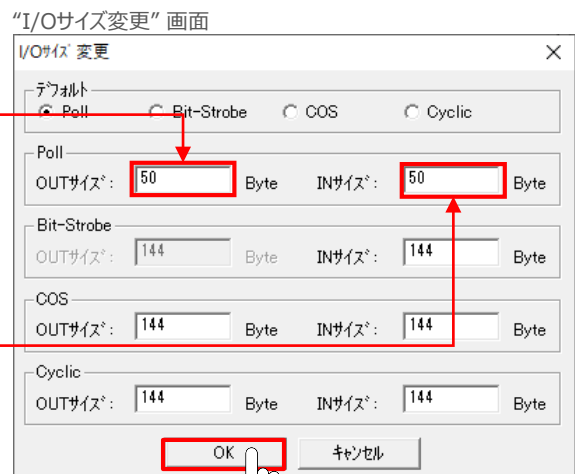 “I/Oサイズ変更” 画面
I/Oｻｲｽﾞ 変更
ﾃﾞﾌｫﾙﾄ
Poll Bit-Strobe COS Cyclic
Poll
OUTｻｲｽﾞ: 50 Byte INｻｲｽﾞ: 50 Byte
Bit-Strobe
OUTｻｲｽﾞ: 144 Byte INｻｲｽﾞ: 144 Byte
COS
OUTｻｲｽﾞ: 144 Byte INｻｲｽﾞ: 144 Byte
Cyclic
OUTｻｲｽﾞ: 144 Byte INｻｲｽﾞ: 144 Byte
OK ｷｬﾝｾﾙ